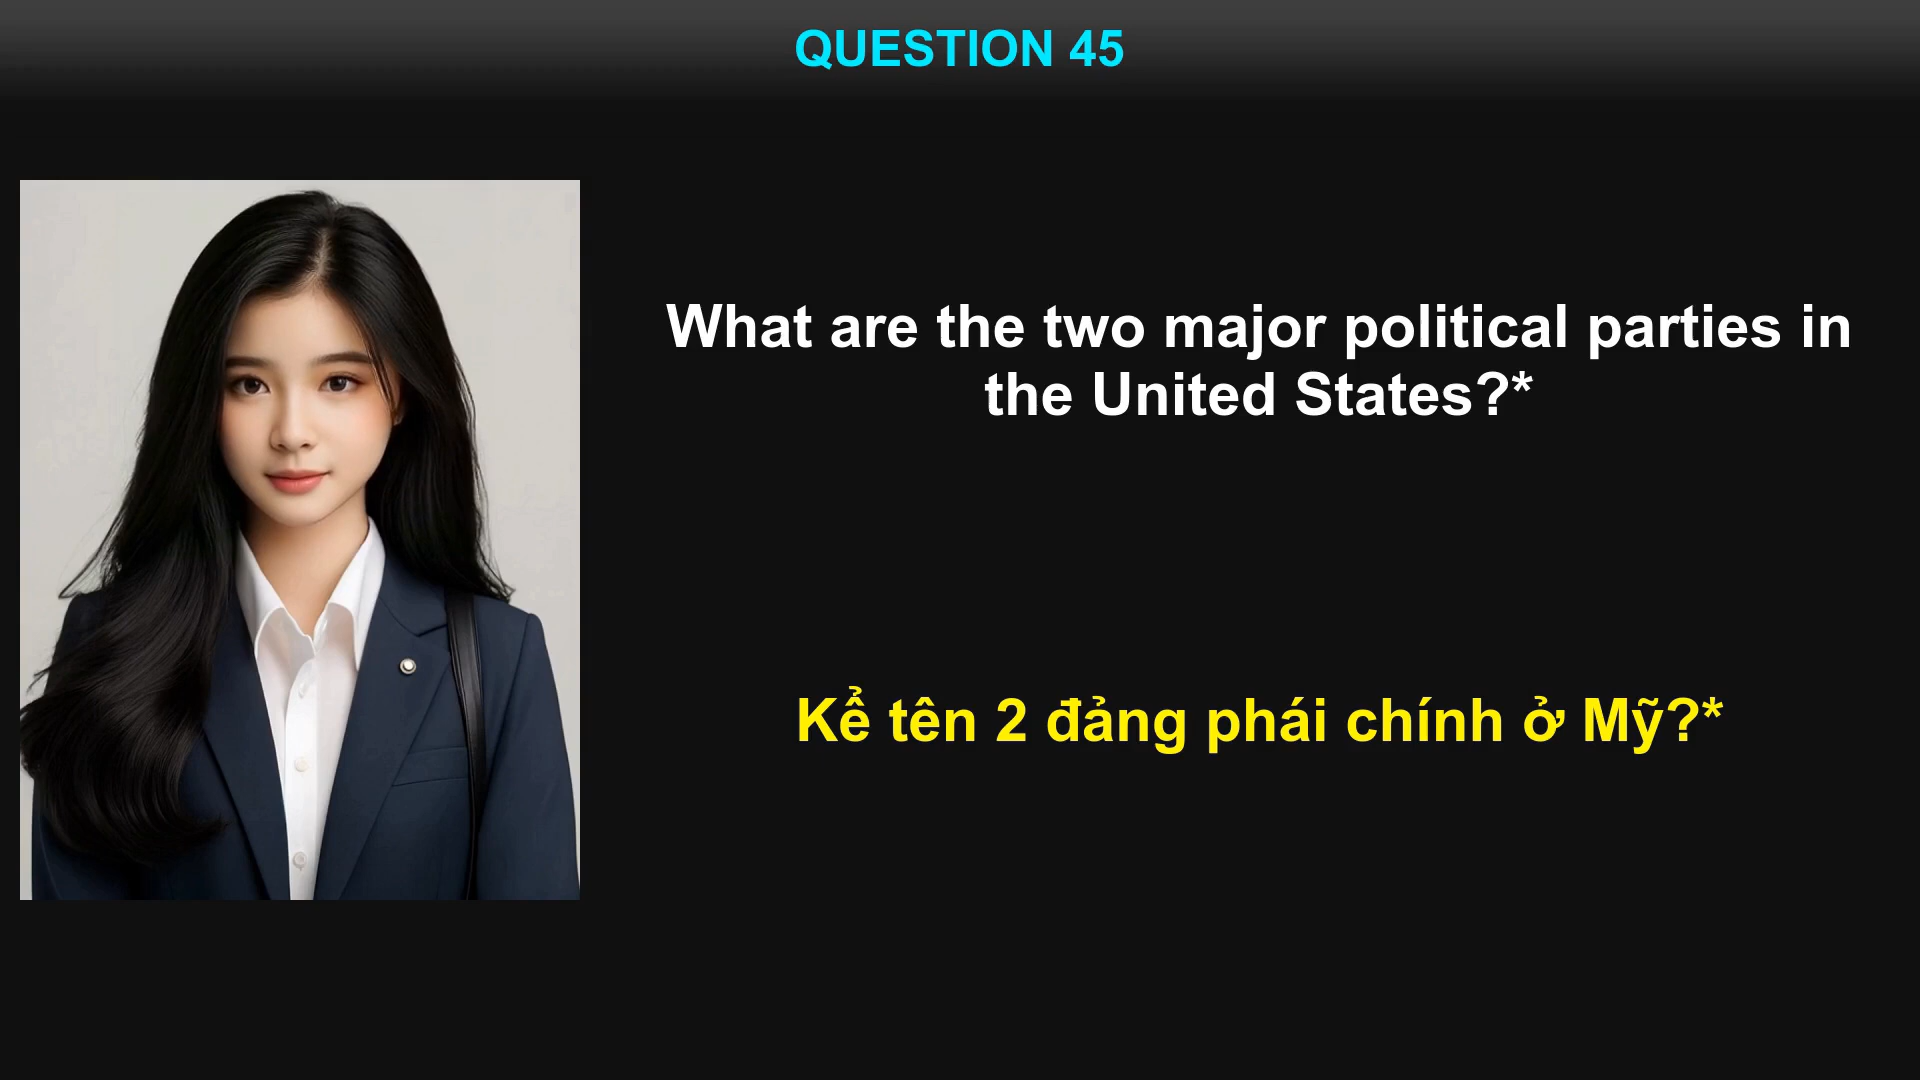 QUESTION 45
What are the two major political parties in
the United States?*
Kể tên 2 đảng phái chính ở Mỹ?*